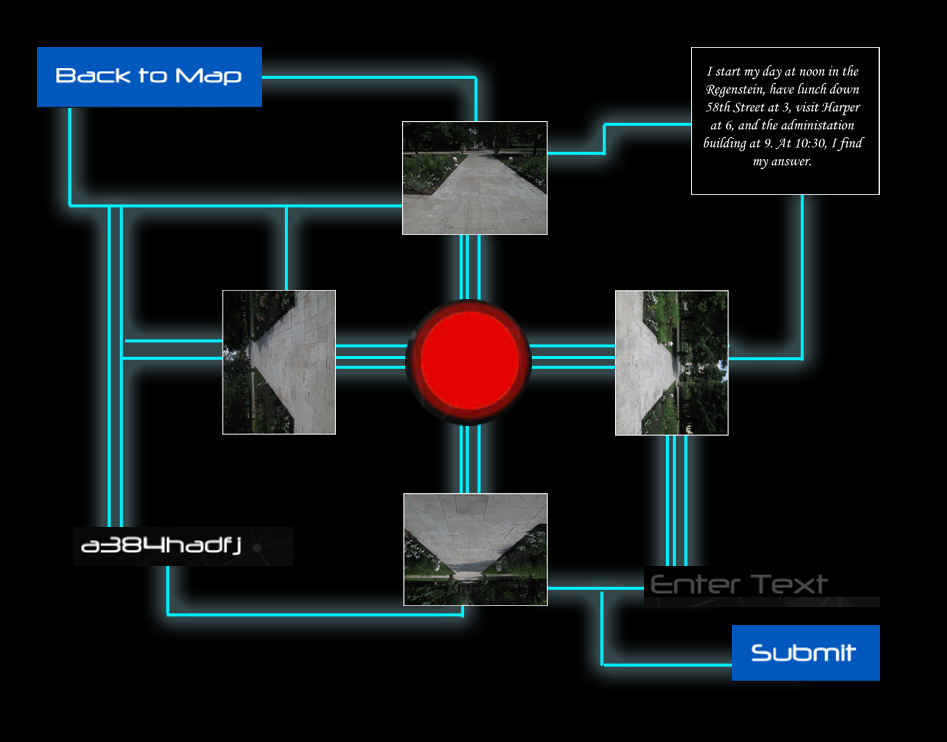 Back to Map
I start my day at noon in the
Regenstein, have lunch down
58th Street at 3, visit Harper
at 6, and the administation
building at 9. At 10:30, I find
my answer.
a384hadfj
Enter Text
Submit